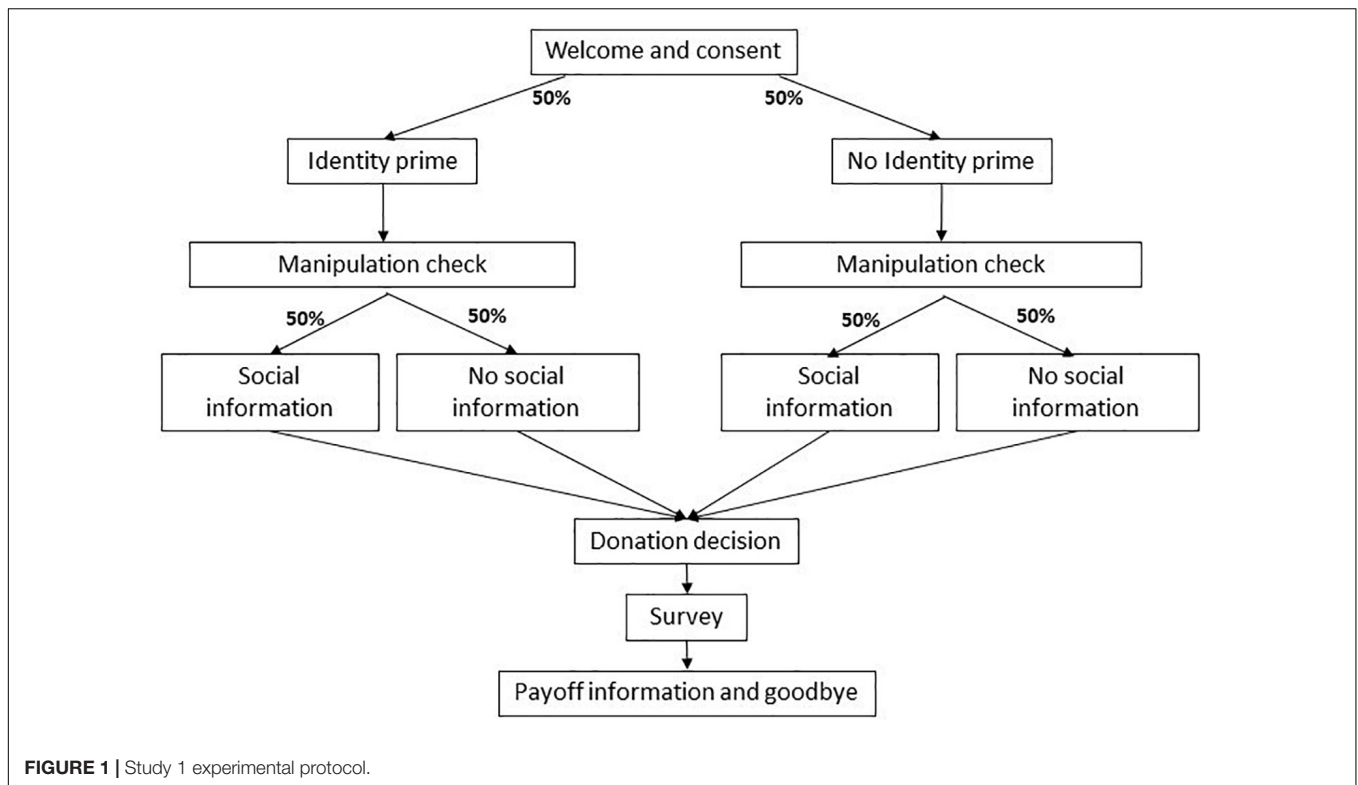 Welcome and consent
50%
50%
Identity prime
No Identity prime
Manipulation check
Manipulation check
50%
50%
50%
50%
Social
information
No social
information
Social
information
No social
information
Donation decision
Survey
Payoff information and goodbye
FIGURE 1 | Study 1 experimental protocol.